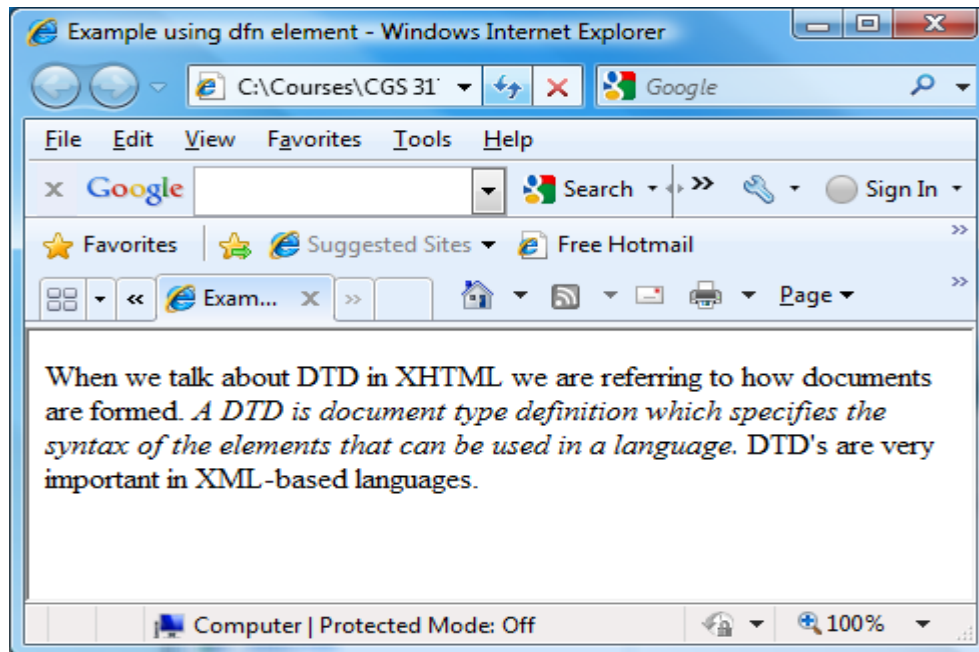 Example using dfn element - Windows Internet Explorer
C:\Courses\CGS 31 Google
File Edit View Favorites Tools Help
x Google Search » Sign In
Favorites Suggested Sites Free Hotmail »
« Exam... x » Page »
When we talk about DTD in XHTML we are referring to how documents
are formed. A DTD is document type definition which specifies the
syntax of the elements that can be used in a language. DTD's are very
important in XML-based languages.
Computer | Protected Mode: Off 100%